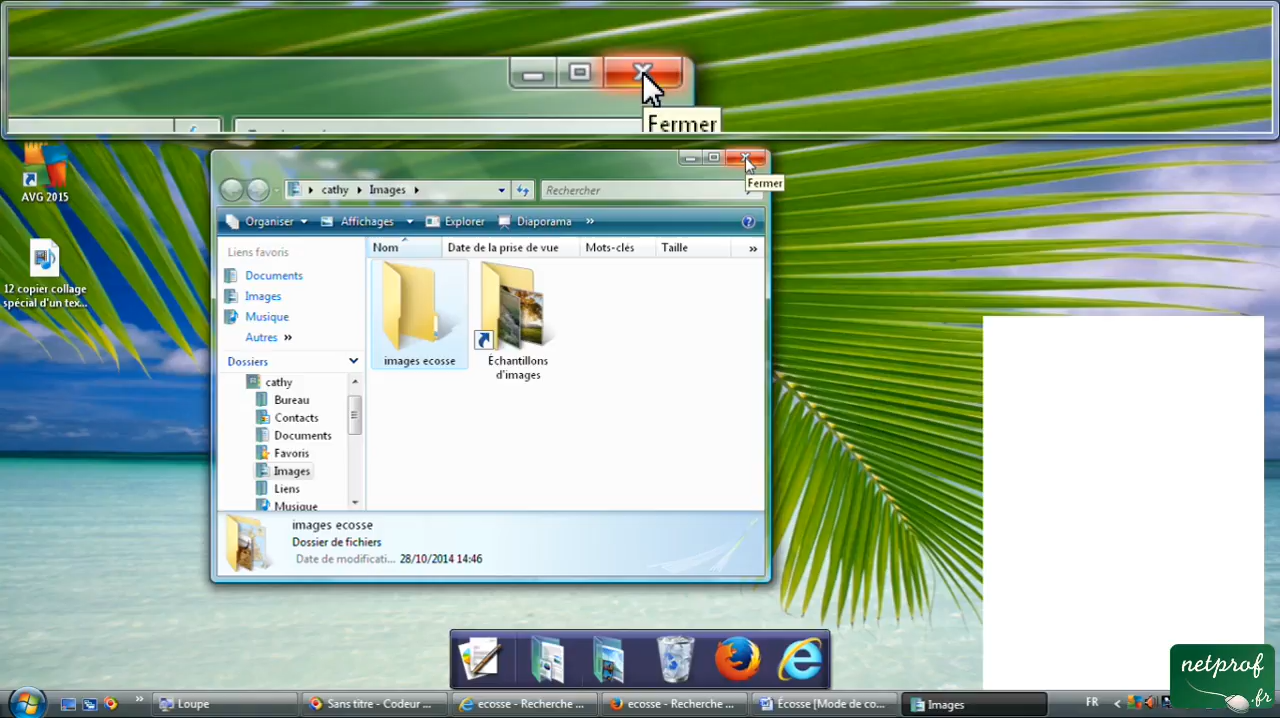 Fermer
AVG 2015
12 copier collage
spécial d'un tex...
cathy
Images
Rechercher
Fermer
Organiser
Affichages
Explorer
Diaporama
»
Liens favoris
Documents
Images
Musique
Autres »
Dossiers
cathy
Bureau
Contacts
Documents
Favoris
Images
Liens
Musique
Nom
Date de la prise de vue
Mots-clés
Taille
»
images ecosse
Échantillons
d'images
images ecosse
Dossier de fichiers
Date de modificati... 28/10/2014 14:46
»
Loupe
Sans titre - Codeur ...
ecosse - Recherche ...
ecosse - Recherche ...
Écosse [Mode de co...
Images
FR
netprof
.fr